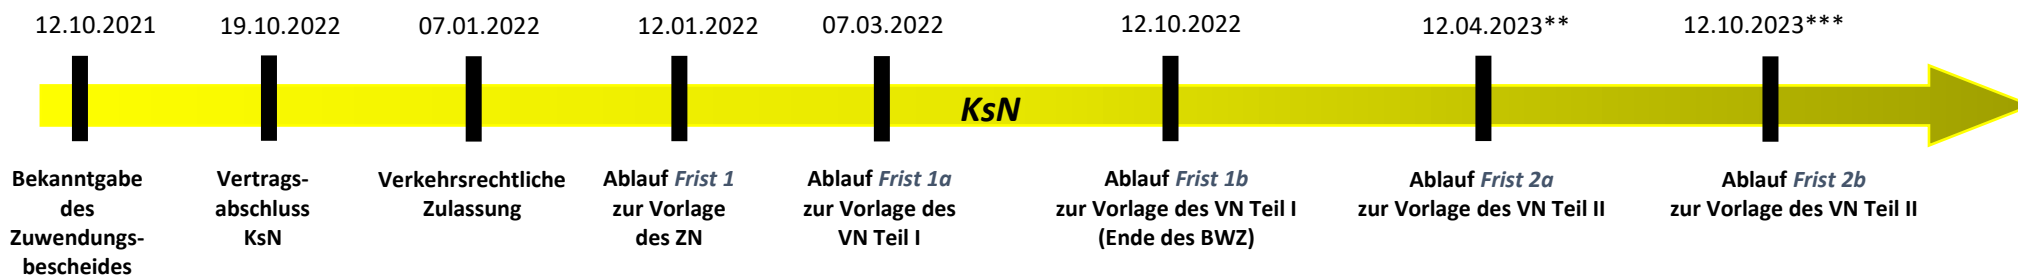 12.10.2021 19.10.2022 07.01.2022 12.01.2022 07.03.2022 12.10.2022 12.04.2023** 12.10.2023***
KsN
Bekanntgabe
des
Zuwendungs-
bescheides
Vertrags-
abschluss
KsN
Verkehrsrechtliche
Zulassung
Ablauf Frist 1
zur Vorlage
des ZN
Ablauf Frist 1a
zur Vorlage des
VN Teil I
Ablauf Frist 1b
zur Vorlage des VN Teil I
(Ende des BWZ)
Ablauf Frist 2a
zur Vorlage des VN Teil II
Ablauf Frist 2b
zur Vorlage des VN Teil II